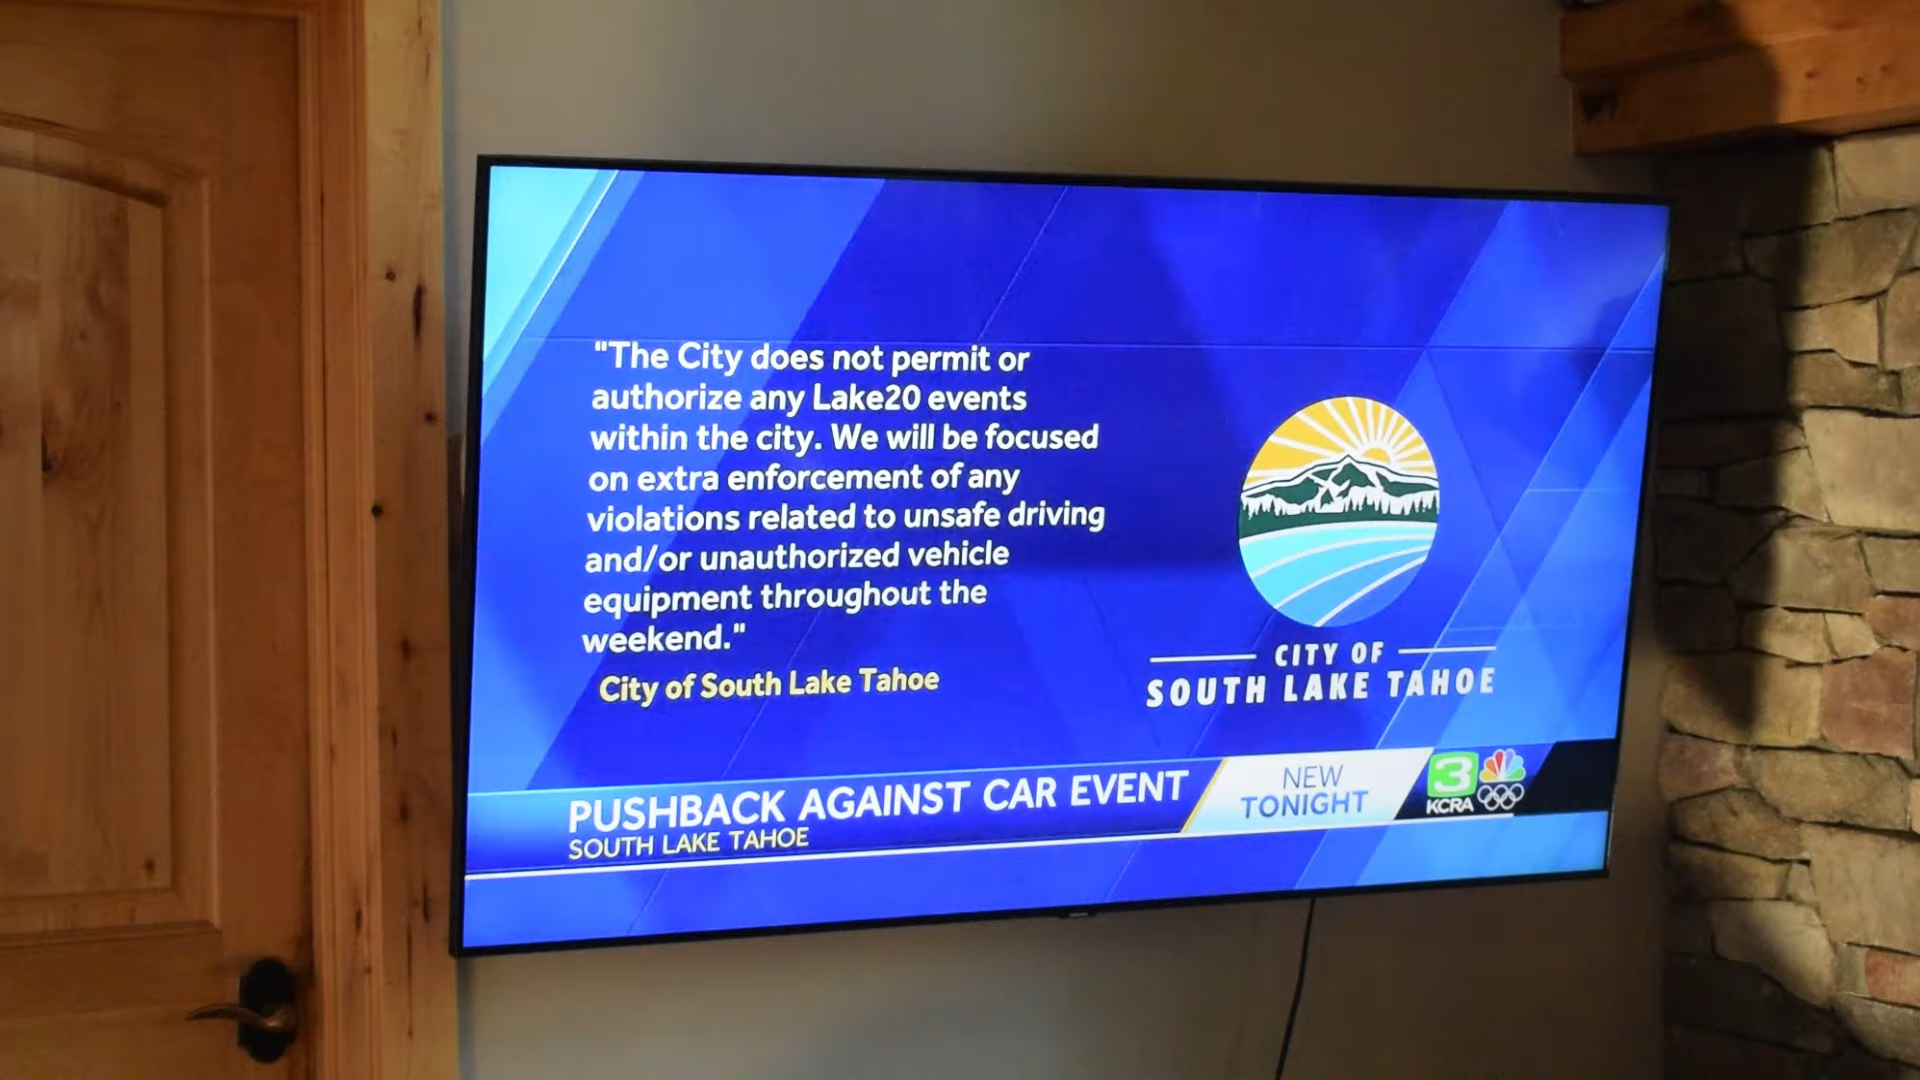 "The City does not permit or
authorize any Lake20 events
within the city. We will be focused
on extra enforcement of any
violations related to unsafe driving
and/or unauthorized vehicle
equipment throughout the
weekend."
City of South Lake Tahoe
CITY OF
SOUTH LAKE TAHOE
PUSHBACK AGAINST CAR EVENT
SOUTH LAKE TAHOE
NEW
TONIGHT
3
KCRA